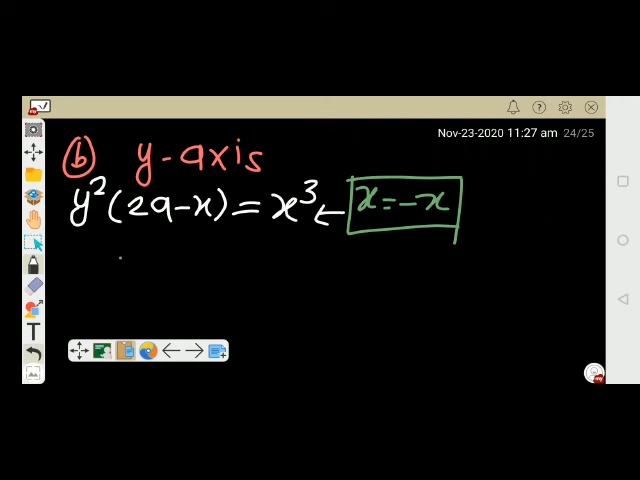 Nov-23-2020 11:27 am 24/25
(b) y-axis
y²(2a-x)=x³← x=-x
T